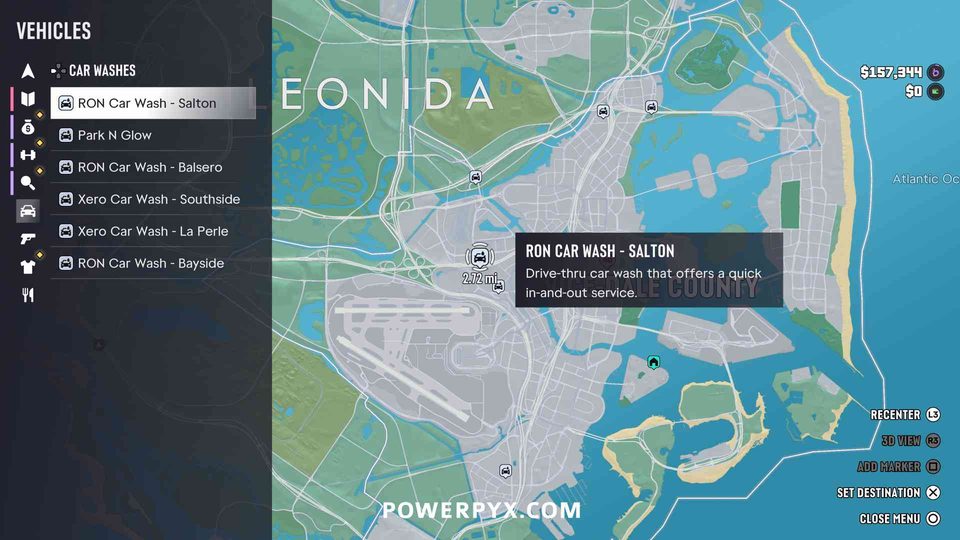 VEHICLES
CAR WASHES
RON Car Wash - Salton
Park N Glow
RON Car Wash - Balsero
Xero Car Wash - Southside
Xero Car Wash - La Perle
RON Car Wash - Bayside
EONIDA
$157,344
$0
Atlantic Oc
2.72 mi
RON CAR WASH - SALTON
Drive-thru car wash that offers a quick
in-and-out service.
DALE COUNTY
RECENTER L3
3D VIEW R3
ADD MARKER
SET DESTINATION
CLOSE MENU
POWERPYX.COM